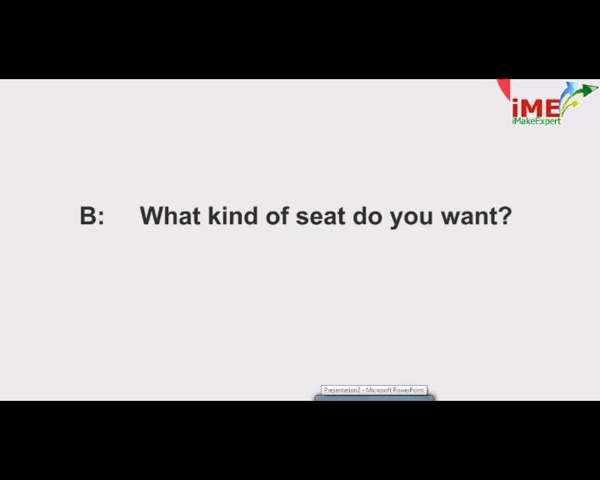 iME
iMakeExpert
B: What kind of seat do you want?
Presentation2 - Microsoft PowerPoint